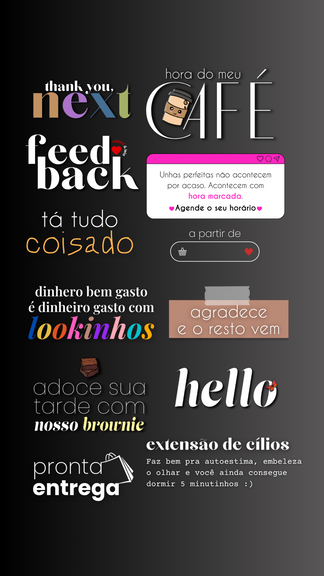 thank you,
next
feed
back
tá tudo
coisado
dinheiro bem gasto
é dinheiro gasto com
lookinhos
adoce sua
tarde com
nosso brownie
pronta
entrega
hora do meu
CAFÉ
Unhas perfeitas não acontecem
por acaso. Acontecem com
hora marcada.
Agende o seu horário
a partir de
agradece
e o resto vem
hello
extensão de cílios
Faz bem pra autoestima, embeleza
o olhar e você ainda consegue
dormir 5 minutinhos :)